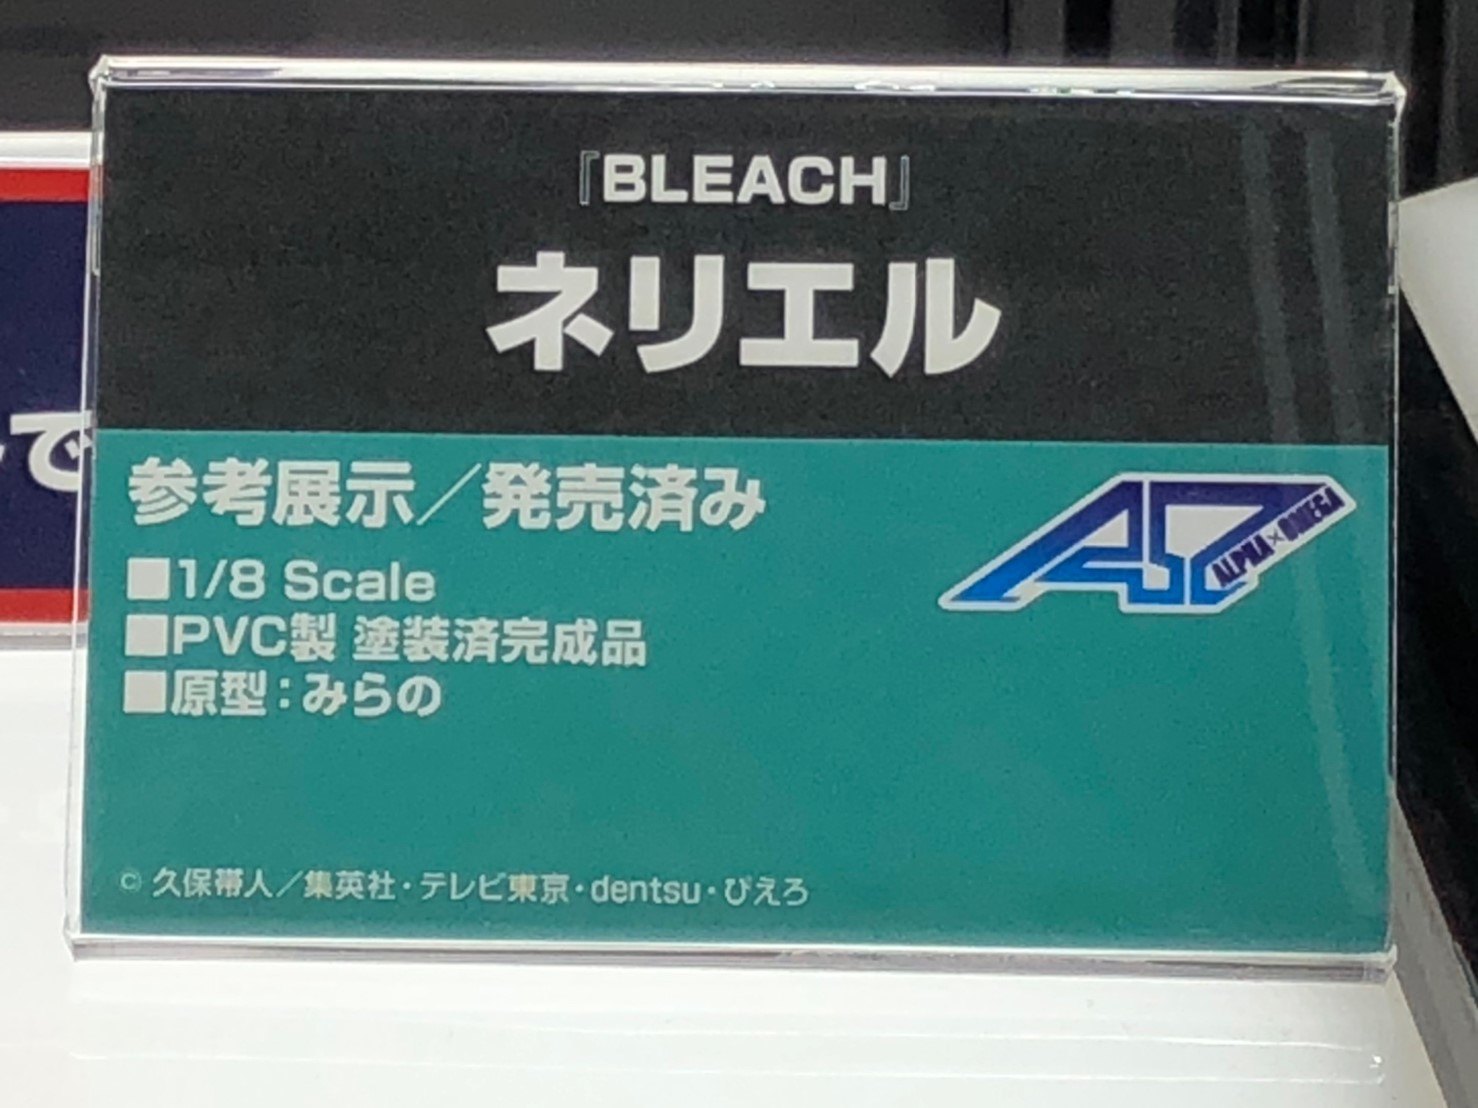 『BLEACH』
ネリエル
参考展示／発売済み
■1/8 Scale
■PVC製 塗装済完成品
■原型：みらの
ALPHA×OMEGA
© 久保帯人／集英社・テレビ東京・dentsu・ぴえろ
で